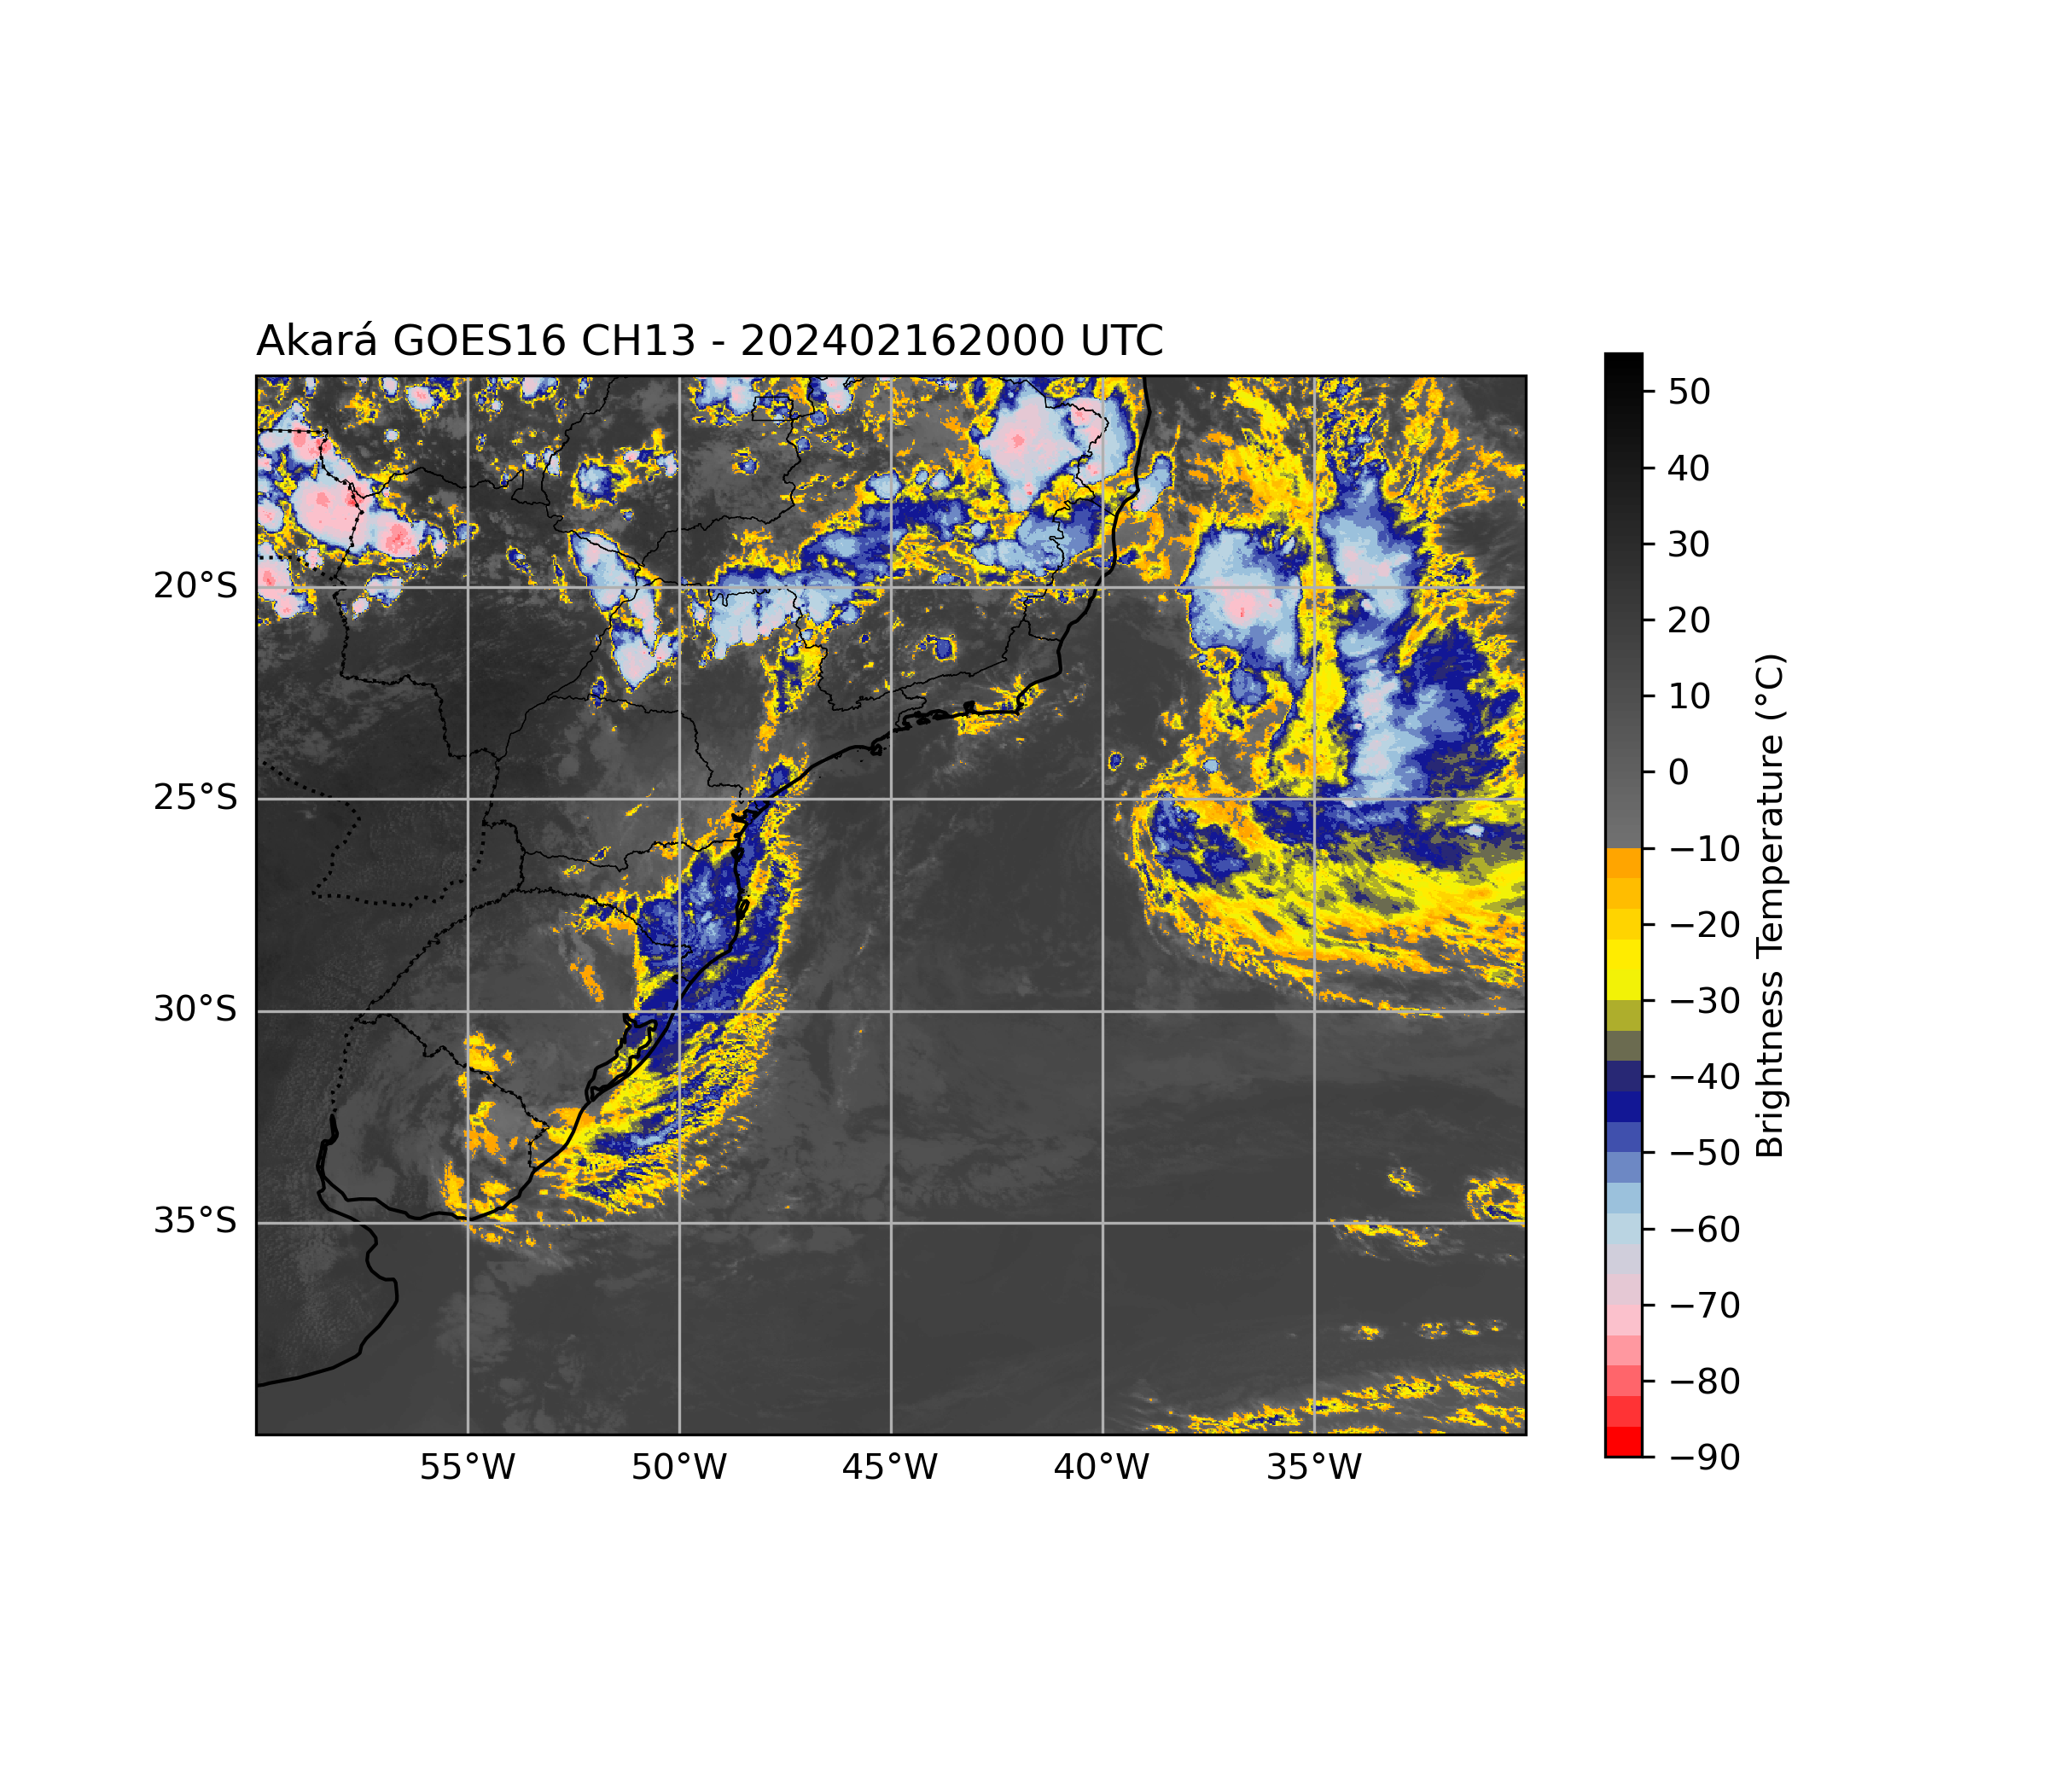 Akará GOES16 CH13 - 202402162000 UTC
20°S
25°S
30°S
35°S
55°W
50°W
45°W
40°W
35°W
50
40
30
20
10
0
−10
−20
−30
−40
−50
−60
−70
−80
−90
Brightness Temperature (°C)